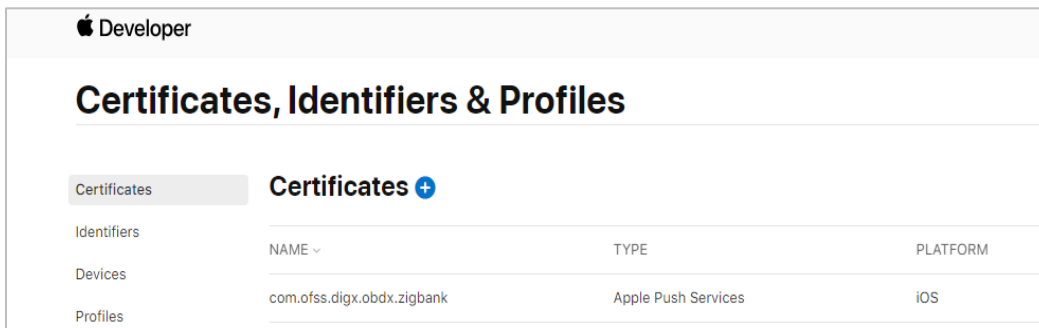 Developer
Certificates, Identifiers & Profiles
Certificates
Identifiers
Devices
Profiles
Certificates
NAME
TYPE
PLATFORM
com.ofss.digx.obdx.zigbank
Apple Push Services
iOS